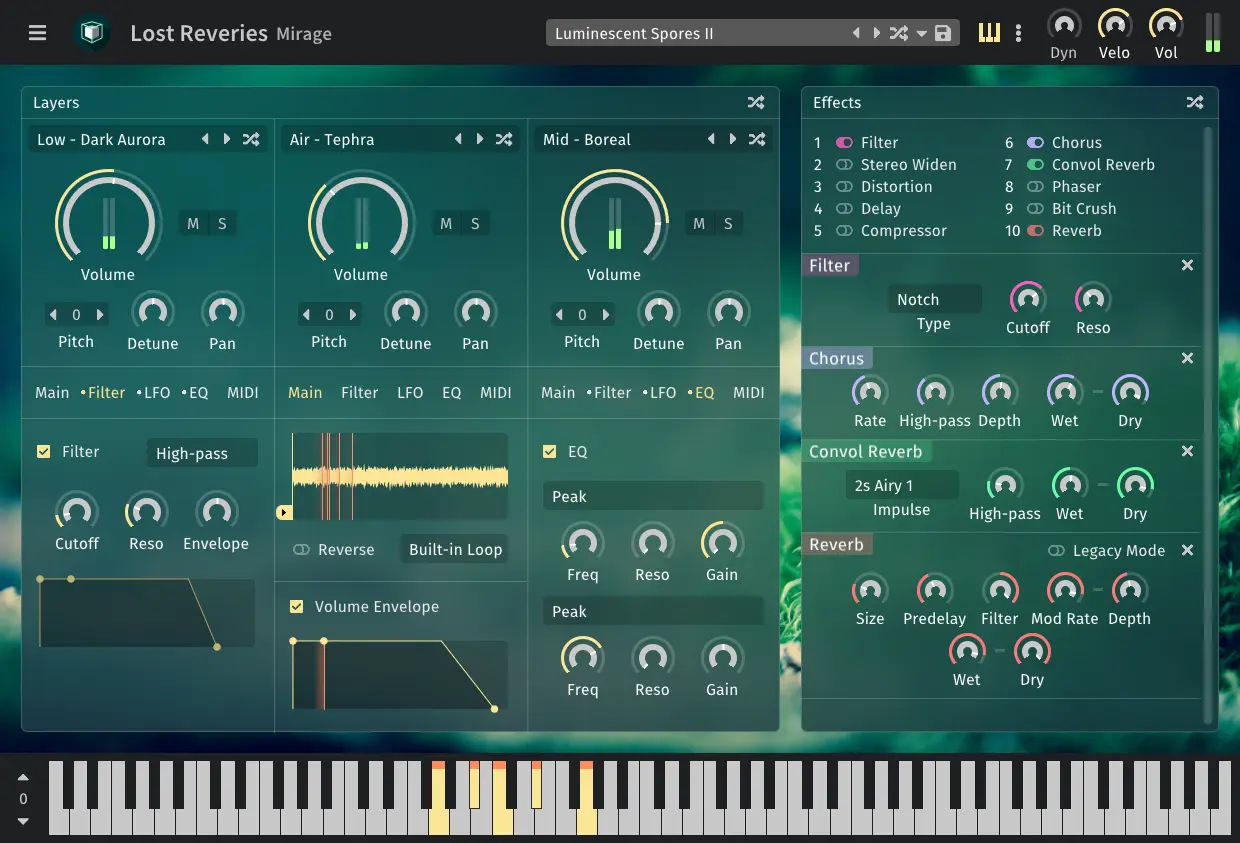 Lost Reveries Mirage
Luminescent Spores II
Dyn Velo Vol
Layers
Low - Dark Aurora
Volume
M S
0
Pitch Detune Pan
Main •Filter •LFO •EQ MIDI
Filter High-pass
Cutoff Reso Envelope
Air - Tephra
Volume
M S
0
Pitch Detune Pan
Main Filter LFO EQ MIDI
Reverse Built-in Loop
Volume Envelope
Mid - Boreal
Volume
M S
0
Pitch Detune Pan
Main •Filter •LFO •EQ MIDI
EQ
Peak
Freq Reso Gain
Peak
Freq Reso Gain
Effects
1 Filter
2 Stereo Widen
3 Distortion
4 Delay
5 Compressor
6 Chorus
7 Convol Reverb
8 Phaser
9 Bit Crush
10 Reverb
Filter
Notch
Type Cutoff Reso
Chorus
Rate High-pass Depth Wet Dry
Convol Reverb
2s Airy 1
Impulse High-pass Wet Dry
Reverb Legacy Mode
Size Predelay Filter Mod Rate Depth
Wet Dry
0